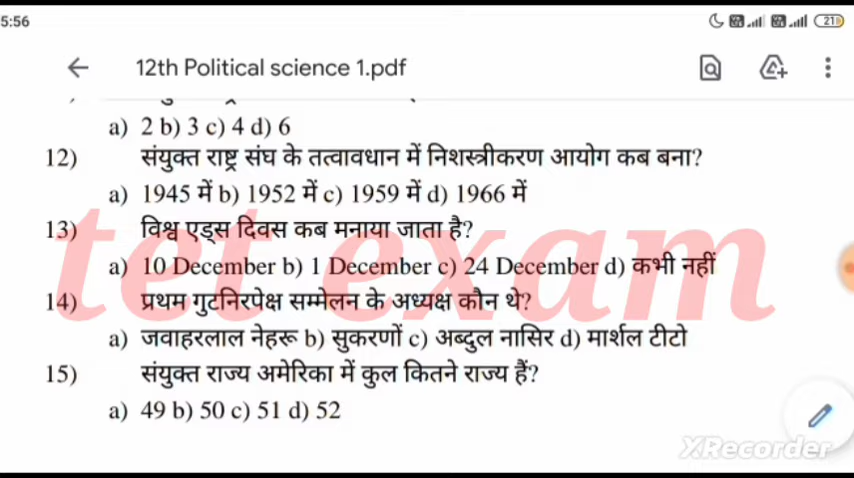 5:56
21
12th Political science 1.pdf
a) 2 b) 3 c) 4 d) 6
12) संयुक्त राष्ट्र संघ के तत्वावधान में निशस्त्रीकरण आयोग कब बना?
a) 1945 में b) 1952 में c) 1959 में d) 1966 में
13) विश्व एड्स दिवस कब मनाया जाता है?
a) 10 December b) 1 December c) 24 December d) कभी नहीं
14) प्रथम गुटनिरपेक्ष सम्मेलन के अध्यक्ष कौन थे?
a) जवाहरलाल नेहरू b) सुकरणों c) अब्दुल नासिर d) मार्शल टीटो
15) संयुक्त राज्य अमेरिका में कुल कितने राज्य हैं?
a) 49 b) 50 c) 51 d) 52
tet exam
XRecorder